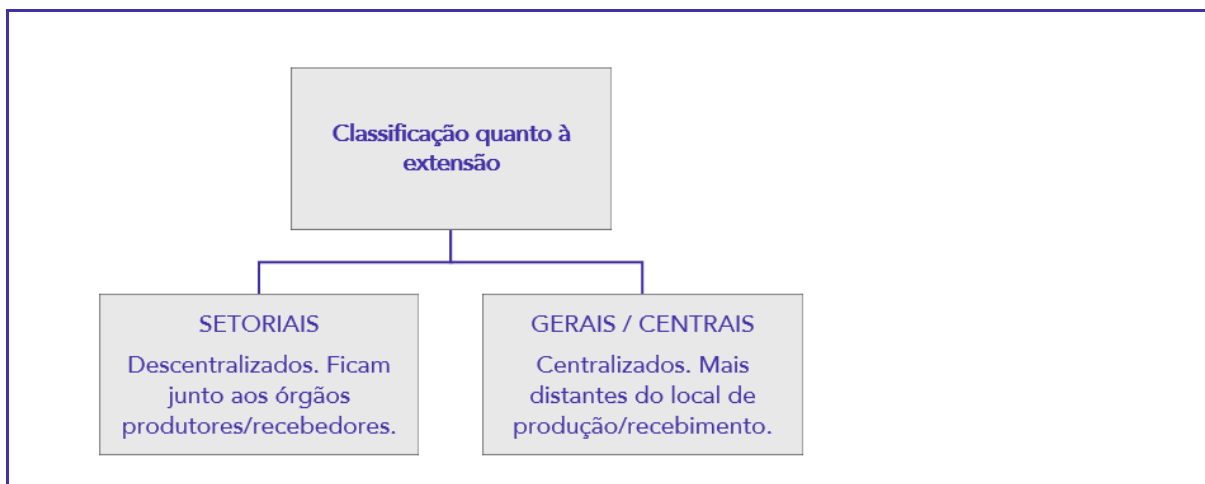 Classificação quanto à
extensão
SETORIAIS
Descentralizados. Ficam
junto aos órgãos
produtores/recebedores.
GERAIS / CENTRAIS
Centralizados. Mais
distantes do local de
produção/recebimento.